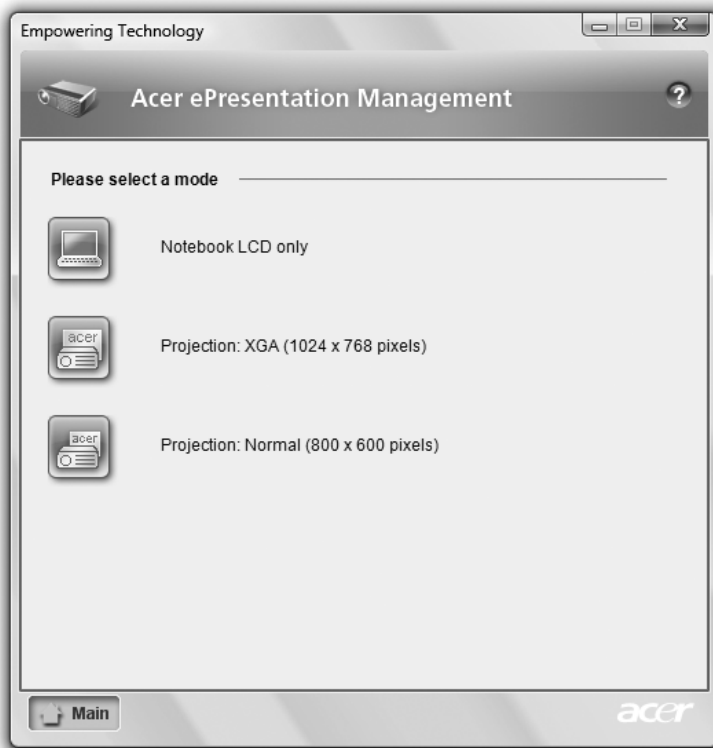 Empowering Technology
Acer ePresentation Management
?
Please select a mode
Notebook LCD only
acer
Projection: XGA (1024 x 768 pixels)
acer
Projection: Normal (800 x 600 pixels)
Main
acer